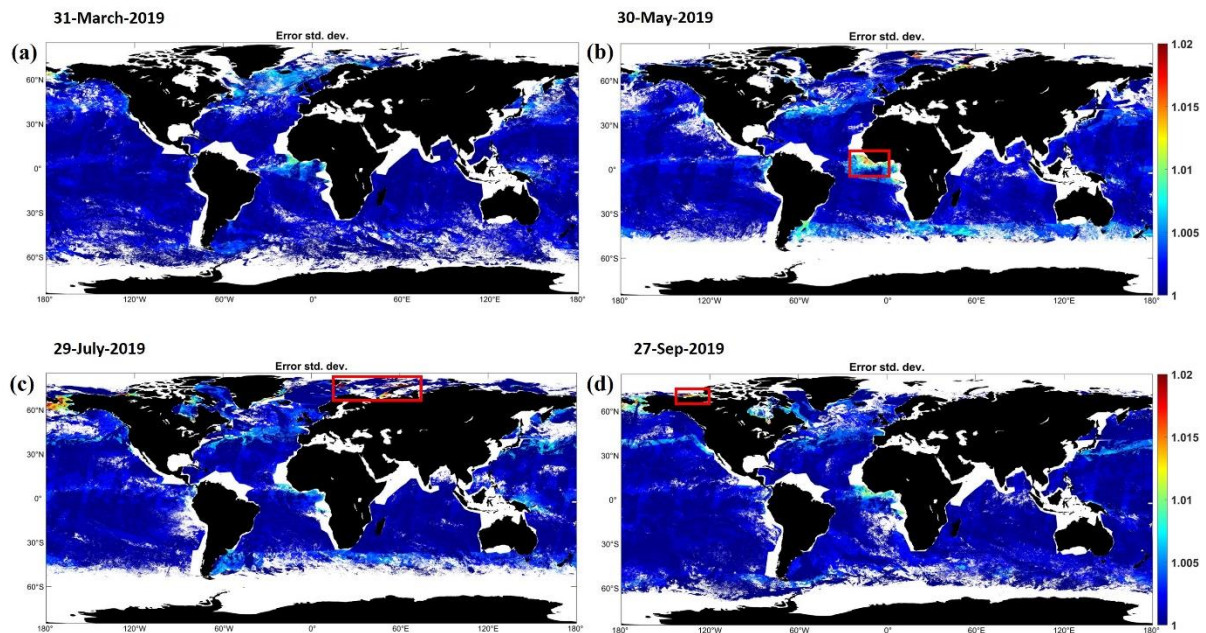 31-March-2019
30-May-2019
(a)
Error std. dev.
60°N
30°N
0°
30°S
60°S
180° 120°W 60°W 0° 60°E 120°E 180°
(b)
Error std. dev.
60°N
30°N
0°
30°S
60°S
180° 120°W 60°W 0° 60°E 120°E 180°
1.02
1.015
1.01
1.005
1
29-July-2019
27-Sep-2019
(c)
Error std. dev.
60°N
30°N
0°
30°S
60°S
180° 120°W 60°W 0° 60°E 120°E 180°
(d)
Error std. dev.
60°N
30°N
0°
30°S
60°S
180° 120°W 60°W 0° 60°E 120°E 180°
1.02
1.015
1.01
1.005
1